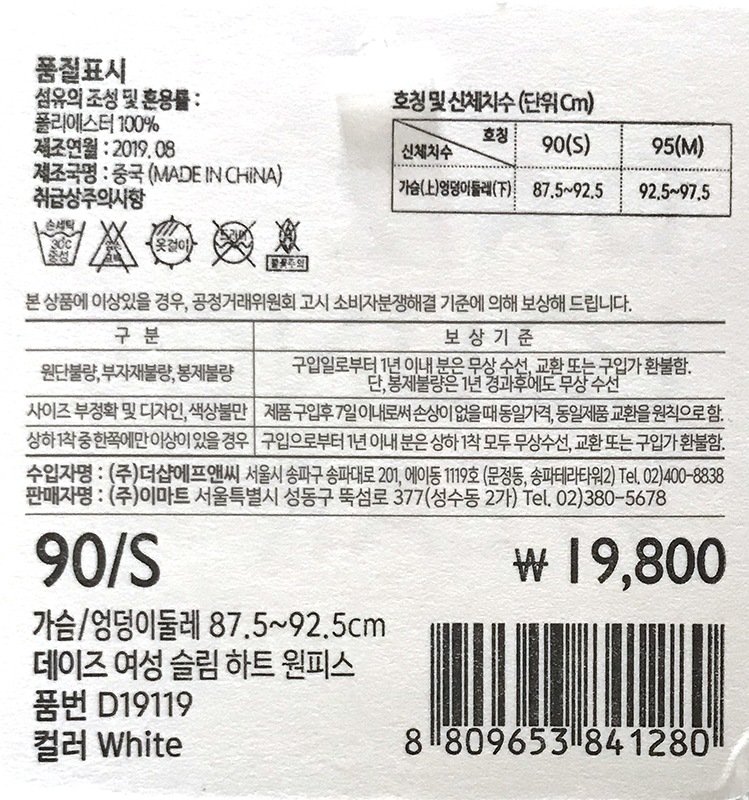 품질표시
섬유의 조성 및 혼용률 :
폴리에스터 100%
제조연월 : 2019. 08
제조국명 : 중국 (MADE IN CHINA)
취급상주의사항
손세탁
30℃
중성
옷걸이
드라이
불꽃주의
호칭 및 신체치수 (단위 Cm)
호칭 90(S) 95(M)
신체치수
가슴(上)엉덩이둘레(下) 87.5~92.5 92.5~97.5
본 상품에 이상있을 경우, 공정거래위원회 고시 소비자분쟁해결 기준에 의해 보상해 드립니다.
구 분 보 상 기 준
원단불량, 부자재불량, 봉제불량 구입일로부터 1년 이내 분은 무상 수선, 교환 또는 구입가 환불함.
단, 봉제불량은 1년 경과후에도 무상 수선
사이즈 부정확 및 디자인, 색상불만 제품 구입후 7일 이내로써 손상이 없을 때 동일가격, 동일제품 교환을 원칙으로 함.
상하 1착 중 한쪽에만 이상이 있을 경우 구입으로부터 1년 이내 분은 상하 1착 모두 무상수선, 교환 또는 구입가 환불함.
수입자명 : (주)더샵에프앤씨 서울시 송파구 송파대로 201, 에이동 1119호 (문정동, 송파테라타워2) Tel. 02)400-8838
판매자명 : (주)이마트 서울특별시 성동구 뚝섬로 377(성수동 2가) Tel. 02)380-5678
90/S ₩ 19,800
가슴/엉덩이둘레 87.5~92.5cm
데이즈 여성 슬림 하트 원피스
품번 D19119
컬러 White
8 809653 841280